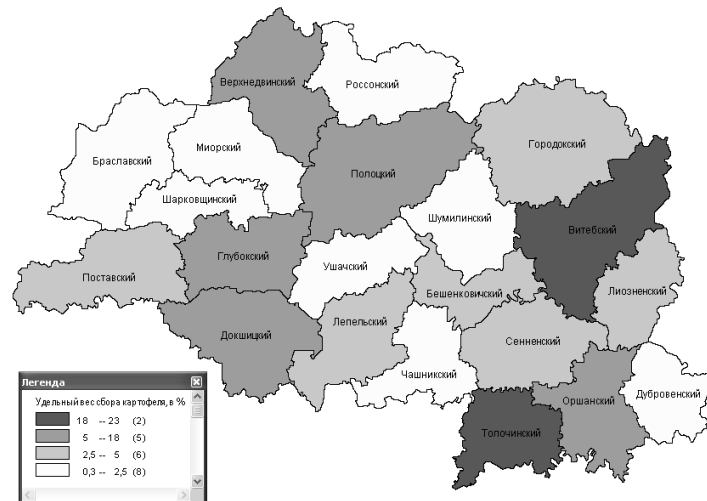 Верхнедвинский
Россонский
Городокский
Миорский
Браславский
Полоцкий
Шарковщинский
Шумилинский
Витебский
Глубокский
Ушачский
Поставский
Бешенковичский
Лиозненский
Лепельский
Докшицкий
Сенненский
Чашникский
Дубровенский
Оршанский
Толочинский
Легенда
Удельный вес сбора картофеля, в %
18 -- 23 (2)
5 -- 18 (5)
2,5 -- 5 (6)
0,3 -- 2,5 (8)